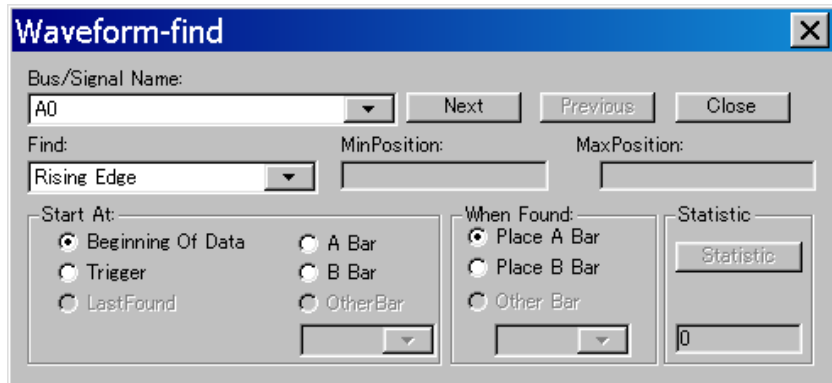 Waveform-find
Bus/Signal Name:
A0
Next
Previous
Close
Find:
MinPosition:
MaxPosition:
Rising Edge
Start At:
Beginning Of Data
A Bar
Trigger
B Bar
LastFound
OtherBar
When Found:
Place A Bar
Place B Bar
Other Bar
Statistic
Statistic
0